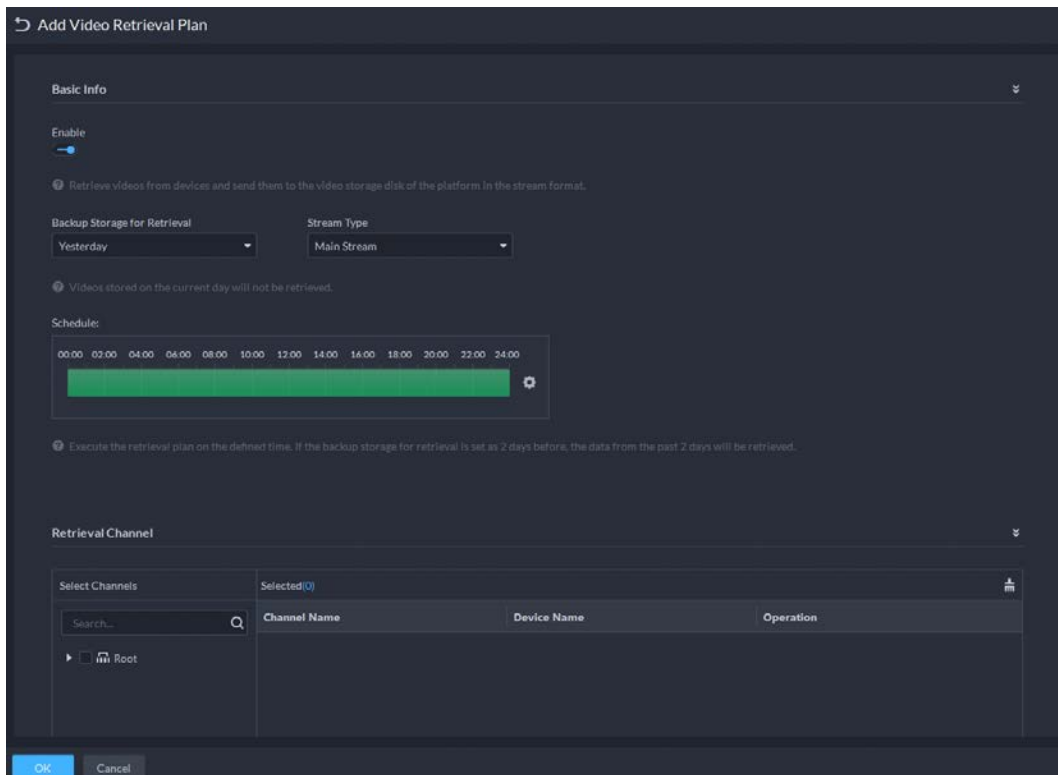 Add Video Retrieval Plan
Basic Info
Enable
Retrieve videos from devices and send them to the video storage disk of the platform in the stream format.
Backup Storage for Retrieval Stream Type
Yesterday Main Stream
Videos stored on the current day will not be retrieved.
Schedule:
00:00 02:00 04:00 06:00 08:00 10:00 12:00 14:00 16:00 18:00 20:00 22:00 24:00
Execute the retrieval plan on the defined time. If the backup storage for retrieval is set as 2 days before, the data from the past 2 days will be retrieved.
Retrieval Channel
Select Channels Selected(0)
Search... Channel Name Device Name Operation
Root
OK Cancel